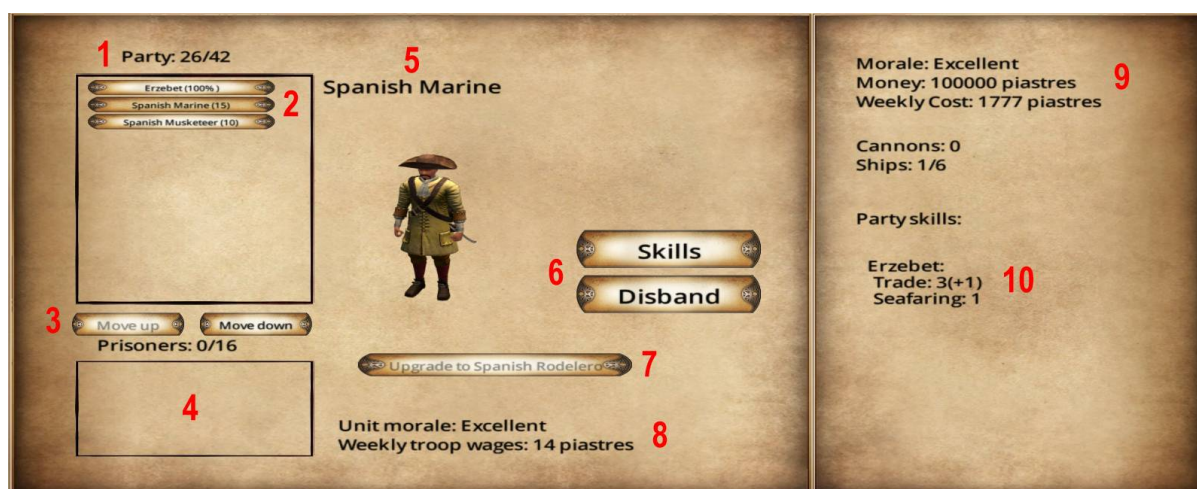 1 Party: 26/42
Erzebet (100% )
Spanish Marine (15)
2
Spanish Musketeer (10)
3 Move up Move down
Prisoners: 0/16
4
5
Spanish Marine
6 Skills
Disband
Upgrade to Spanish Rodelero 7
Unit morale: Excellent
Weekly troop wages: 14 piastres 8
Morale: Excellent
Money: 100000 piastres 9
Weekly Cost: 1777 piastres
Cannons: 0
Ships: 1/6
Party skills:
Erzebet:
Trade: 3(+1) 10
Seafaring: 1